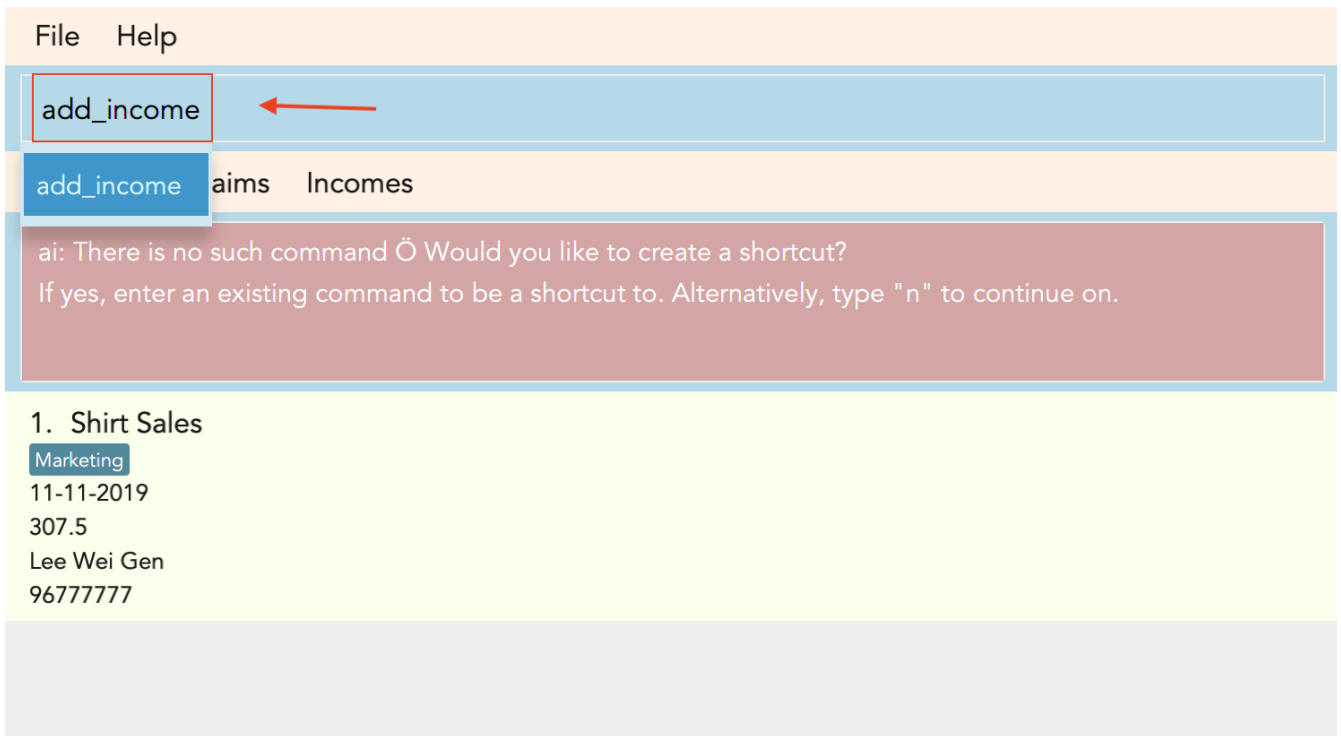 File Help
add_income
add_income aims Incomes
ai: There is no such command Ö Would you like to create a shortcut?
If yes, enter an existing command to be a shortcut to. Alternatively, type "n" to continue on.
1. Shirt Sales
Marketing
11-11-2019
307.5
Lee Wei Gen
96777777